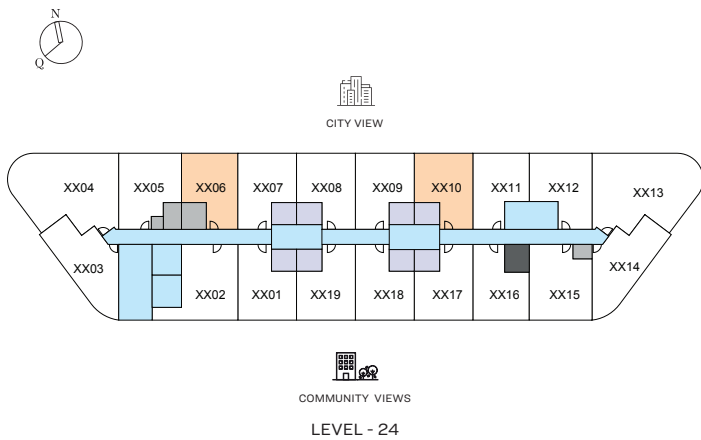 N
Q
CITY VIEW
XX04 XX05 XX06 XX07 XX08 XX09 XX10 XX11 XX12 XX13
XX03 XX14
XX02 XX01 XX19 XX18 XX17 XX16 XX15
COMMUNITY VIEWS
LEVEL - 24